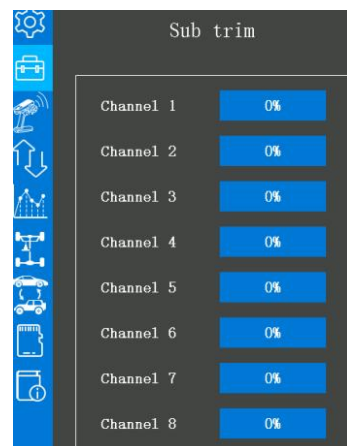 Sub trim
Channel 1 0%
Channel 2 0%
Channel 3 0%
Channel 4 0%
Channel 5 0%
Channel 6 0%
Channel 7 0%
Channel 8 0%